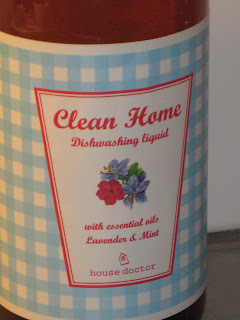 Clean Home
Dishwashing liquid
with essential oils
Lavender & Mint
house doctor